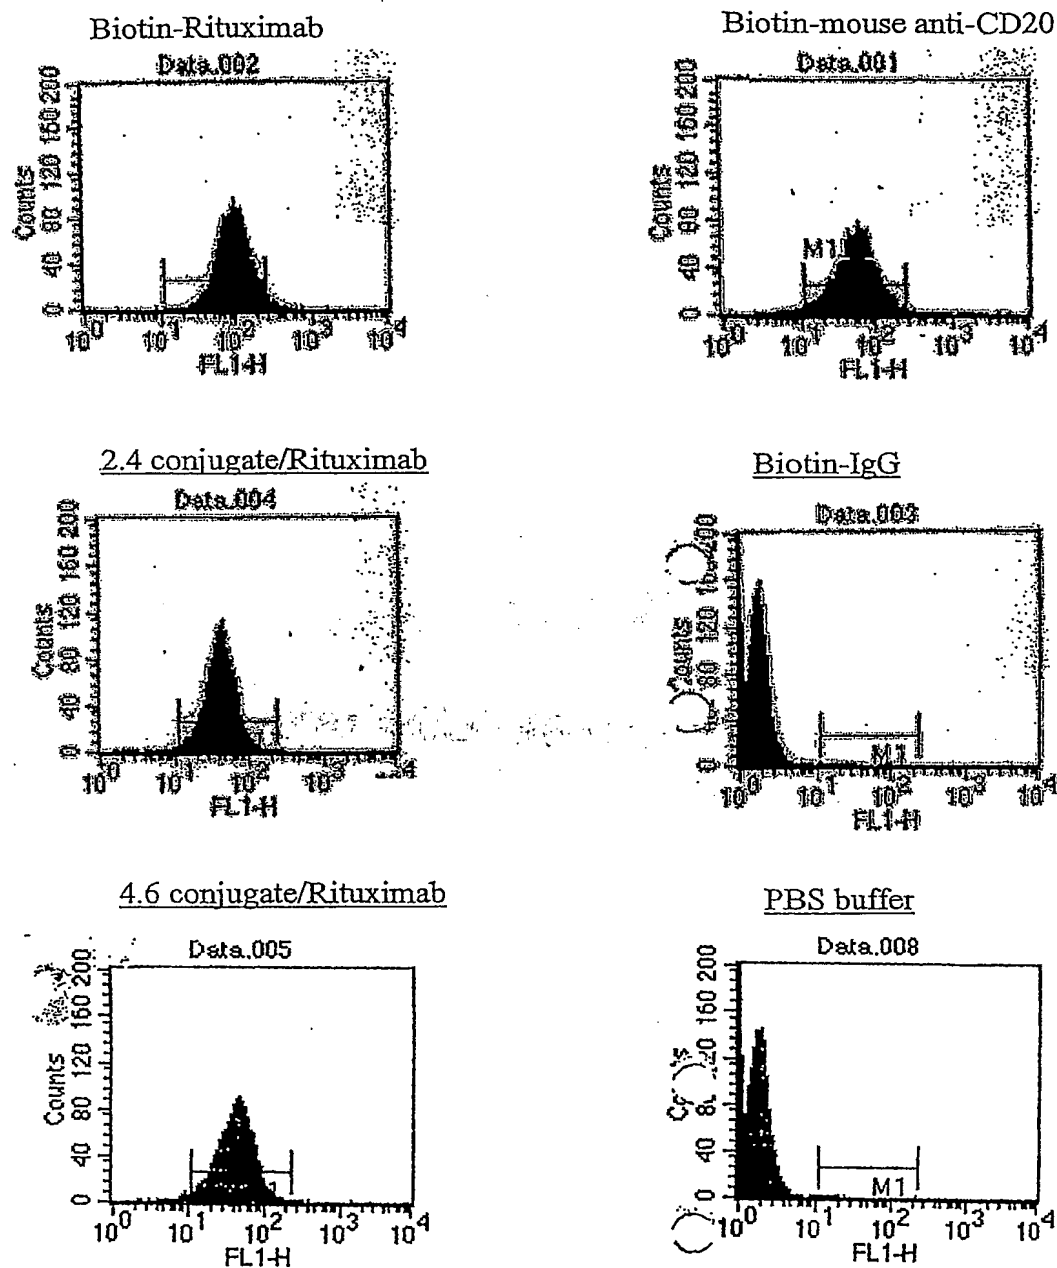 Biotin-Rituximab
Data.002
Counts
0 40 80 120 160 200
10^0 10^1 10^2 10^3 10^4
FL1-H
Biotin-mouse anti-CD20
Data.001
Counts
0 40 80 120 160 200
M1
10^0 10^1 10^2 10^3 10^4
FL1-H
2.4 conjugate/Rituximab
Data.004
Counts
0 40 80 120 160 200
10^0 10^1 10^2 10^3
FL1-H
Biotin-IgG
Data.003
0 80 120
M1
10^0 10^1 10^2 10^3 10^4
FL1-H
4.6 conjugate/Rituximab
Data.005
Counts
0 40 80 120 160 200
10^0 10^1 10^2 10^3 10^4
FL1-H
PBS buffer
Data.008
0 40 160 200
M1
10^0 10^1 10^2 10^3 10^4
FL1-H